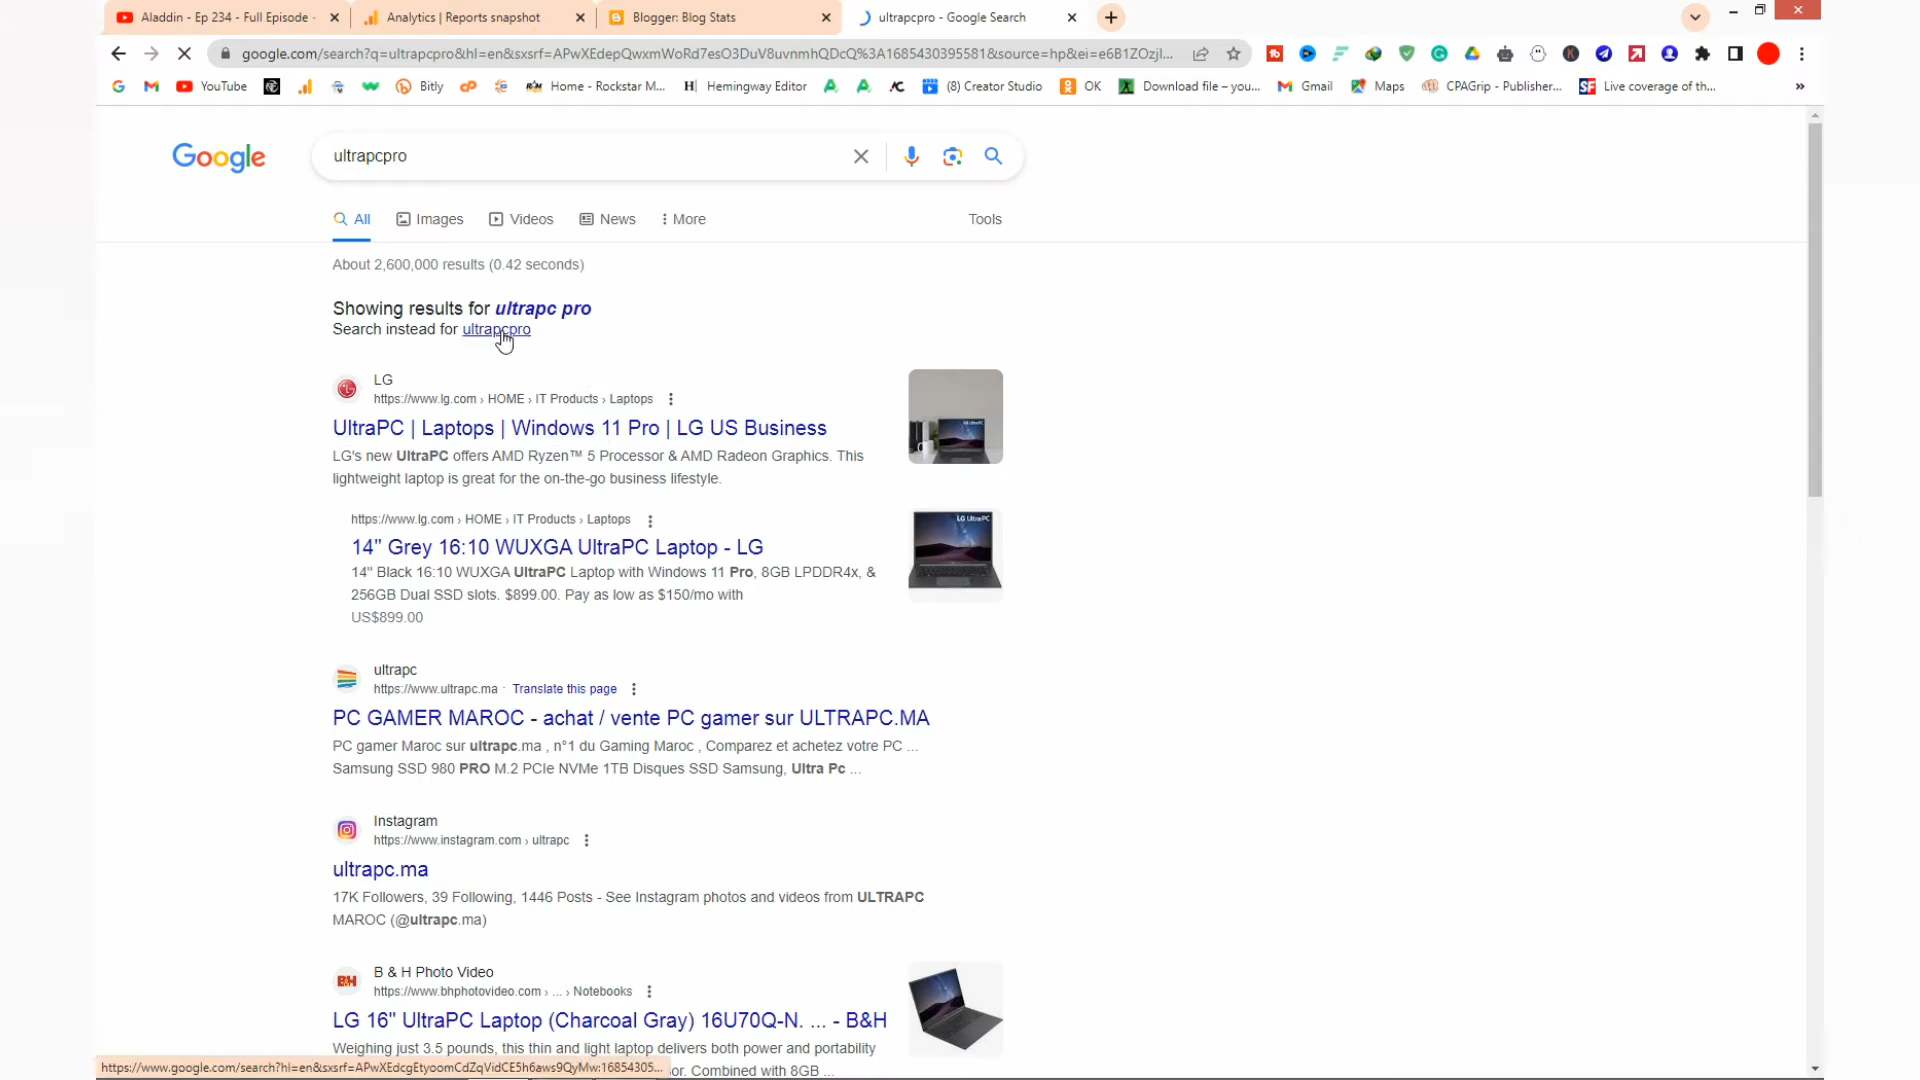 Aladdin - Ep 234 - Full Episode -
Analytics | Reports snapshot
Blogger: Blog Stats
ultrapcpro - Google Search
google.com/search?q=ultrapcpro&hl=en&sxsrf=APwXEdepQwxmWoRd7esO3DuV8uvnmhQDcQ%3A1685430395581&source=hp&ei=e6B1ZOzjl...
YouTube
Bitly
Home - Rockstar M...
Hemingway Editor
(8) Creator Studio
OK
Download file – you...
Gmail
Maps
CPAGrip - Publisher...
Live coverage of th...
»
Google
ultrapcpro
All
Images
Videos
News
More
Tools
About 2,600,000 results (0.42 seconds)
Showing results for ultrapc pro
Search instead for ultrapcpro
LG
https://www.lg.com › HOME › IT Products › Laptops
UltraPC | Laptops | Windows 11 Pro | LG US Business
LG's new UltraPC offers AMD Ryzen™ 5 Processor & AMD Radeon Graphics. This
lightweight laptop is great for the on-the-go business lifestyle.
https://www.lg.com › HOME › IT Products › Laptops
14" Grey 16:10 WUXGA UltraPC Laptop - LG
14" Black 16:10 WUXGA UltraPC Laptop with Windows 11 Pro, 8GB LPDDR4x, &
256GB Dual SSD slots. $899.00. Pay as low as $150/mo with
US$899.00
LG UltraPC
ultrapc
https://www.ultrapc.ma · Translate this page
PC GAMER MAROC - achat / vente PC gamer sur ULTRAPC.MA
PC gamer Maroc sur ultrapc.ma , n°1 du Gaming Maroc , Comparez et achetez votre PC ...
Samsung SSD 980 PRO M.2 PCIe NVMe 1TB Disques SSD Samsung, Ultra Pc ...
Instagram
https://www.instagram.com › ultrapc
ultrapc.ma
17K Followers, 39 Following, 1446 Posts - See Instagram photos and videos from ULTRAPC
MAROC (@ultrapc.ma)
B & H Photo Video
https://www.bhphotovideo.com › ... › Notebooks
LG 16" UltraPC Laptop (Charcoal Gray) 16U70Q-N. ... - B&H
Weighing just 3.5 pounds, this thin and light laptop delivers both power and portability
or. Combined with 8GB ...
https://www.google.com/search?hl=en&sxsrf=APwXEdcgEtyoomCdZqVidCE5h6aws9QyMw:16854305...